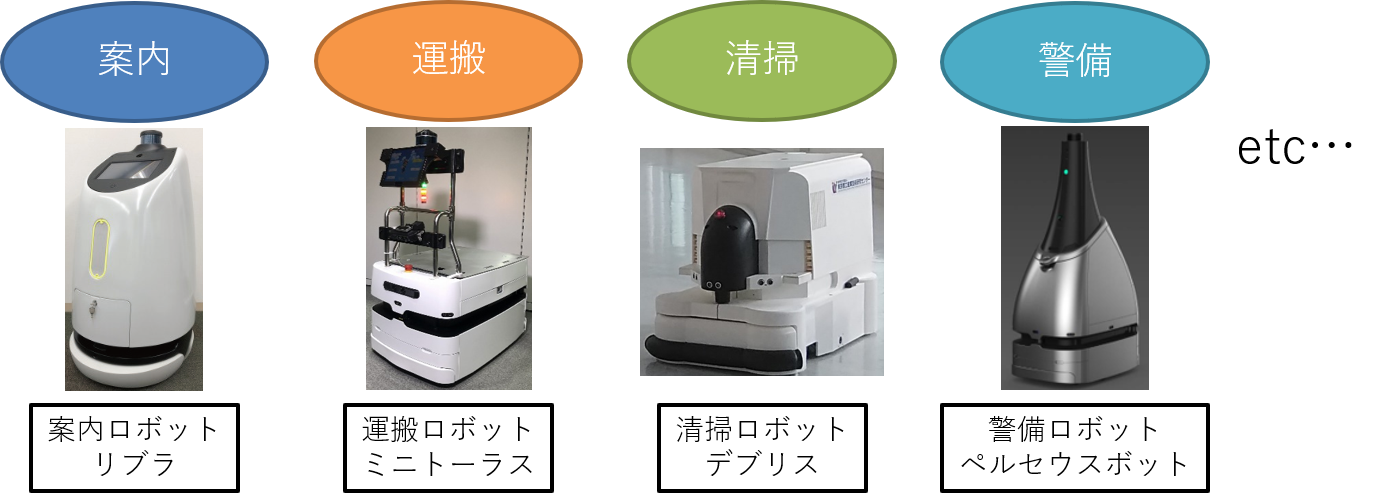 案内
運搬
清掃
警備
etc…
案内ロボット
リブラ
運搬ロボット
ミニトーラス
清掃ロボット
デブリス
警備ロボット
ペルセウスボット